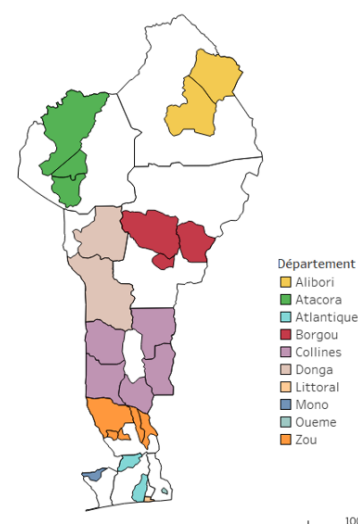 Département
Alibori
Atacora
Atlantique
Borgou
Collines
Donga
Littoral
Mono
Oueme
Zou